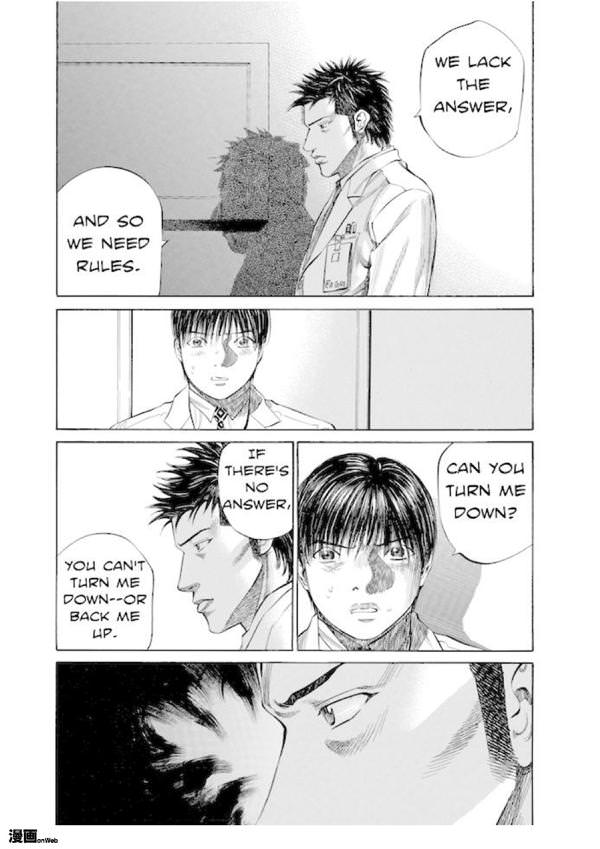 WE LACK
THE
ANSWER,
AND SO
WE NEED
RULES.
CAN YOU
TURN ME
DOWN?
IF
THERE'S
NO
ANSWER,
YOU CAN'T
TURN ME
DOWN--OR
BACK ME
UP.
漫画onWeb